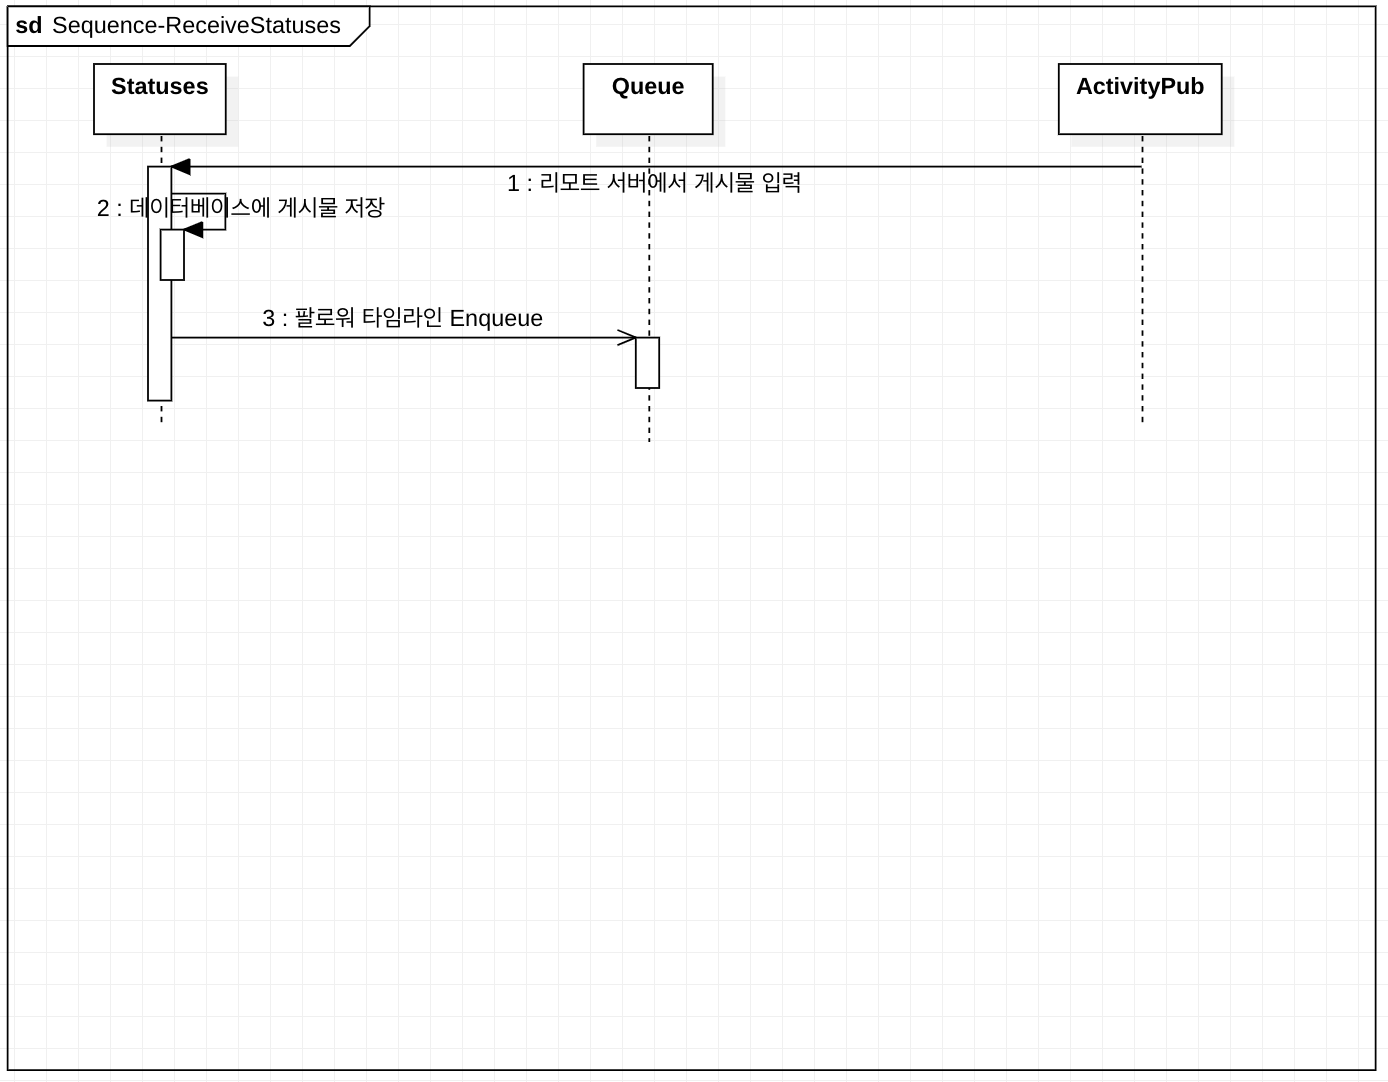 sd Sequence-ReceiveStatuses
Statuses
Queue
ActivityPub
1 : 리모트 서버에서 게시물 입력
2 : 데이터베이스에 게시물 저장
3 : 팔로워 타임라인 Enqueue